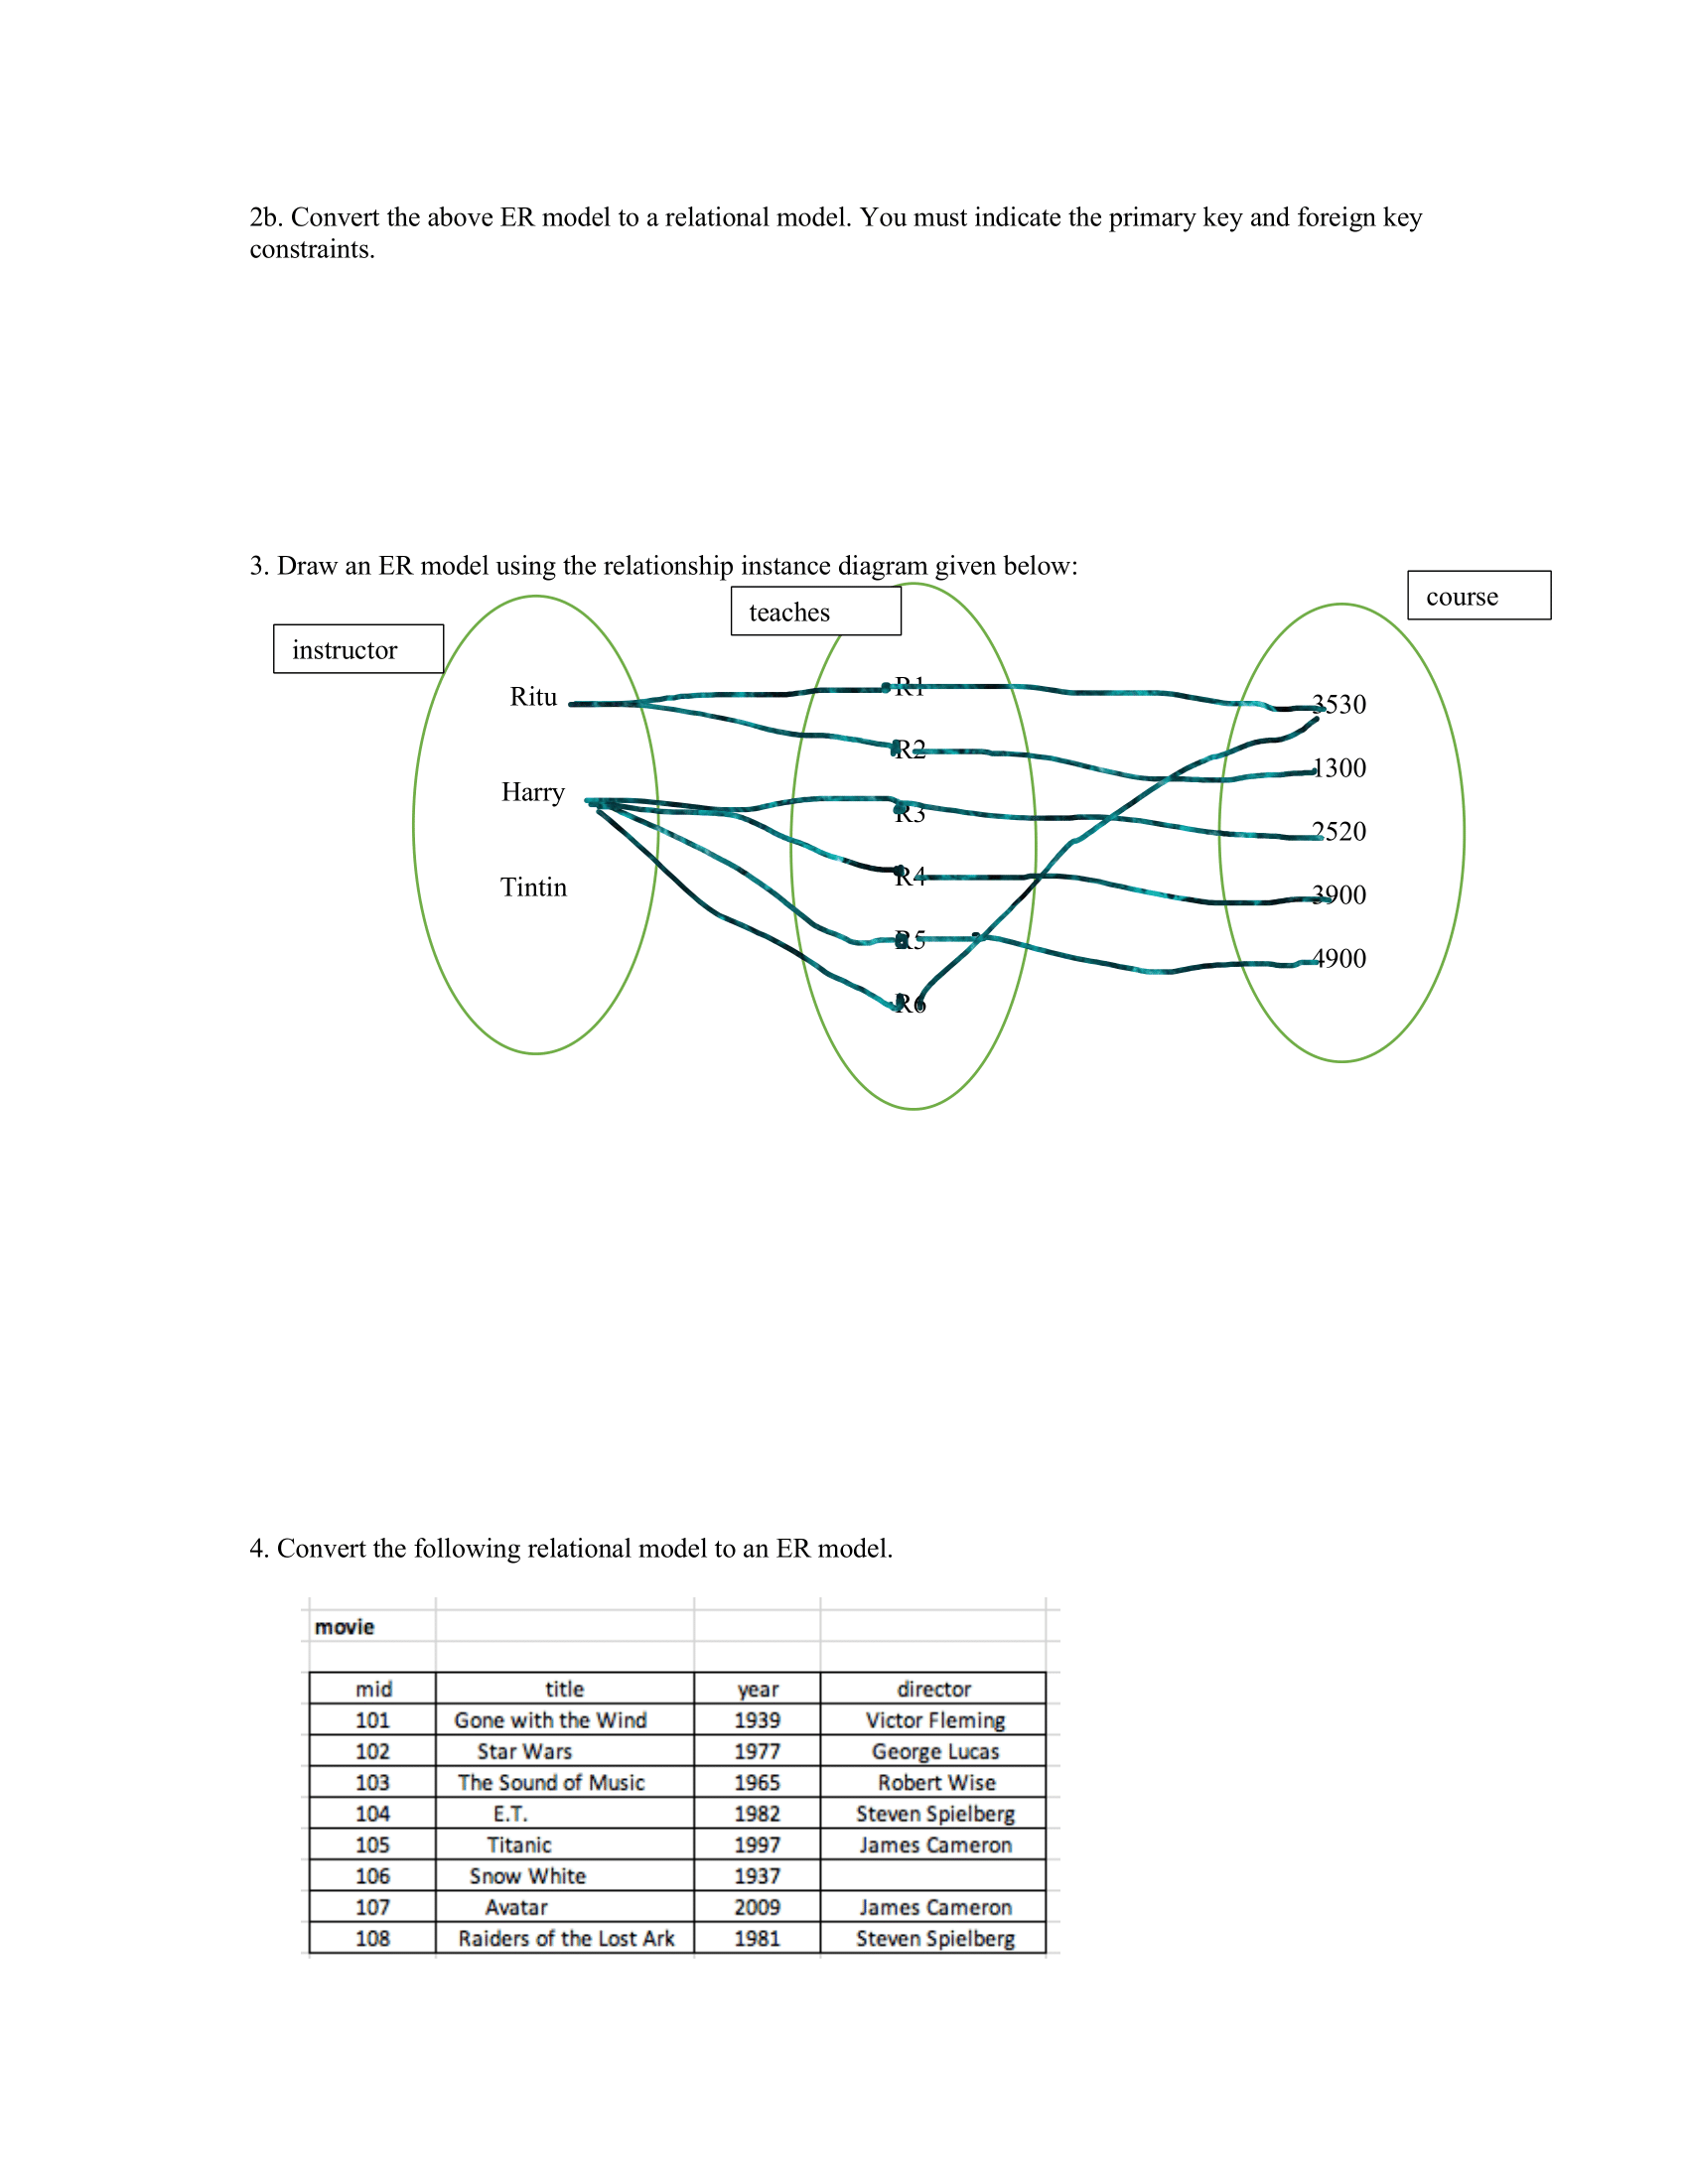 2b. Convert the above ER model to a relational model. You must indicate the primary key and foreign key
constraints.
3. Draw an ER model using the relationship instance diagram given below:
instructor
teaches
course
Ritu
Harry
Tintin
R1
R2
R3
R4
R5
R6
3530
1300
2520
3900
4900
4. Convert the following relational model to an ER model.
movie
mid title year director
101 Gone with the Wind 1939 Victor Fleming
102 Star Wars 1977 George Lucas
103 The Sound of Music 1965 Robert Wise
104 E.T. 1982 Steven Spielberg
105 Titanic 1997 James Cameron
106 Snow White 1937
107 Avatar 2009 James Cameron
108 Raiders of the Lost Ark 1981 Steven Spielberg